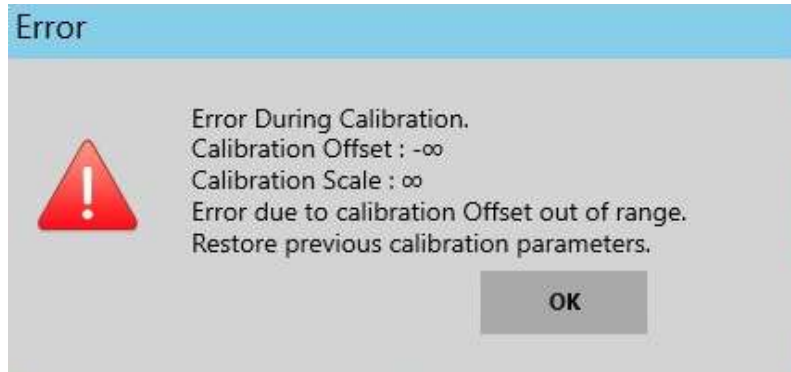 Error
Error During Calibration.
Calibration Offset : -∞
Calibration Scale : ∞
Error due to calibration Offset out of range.
Restore previous calibration parameters.
OK